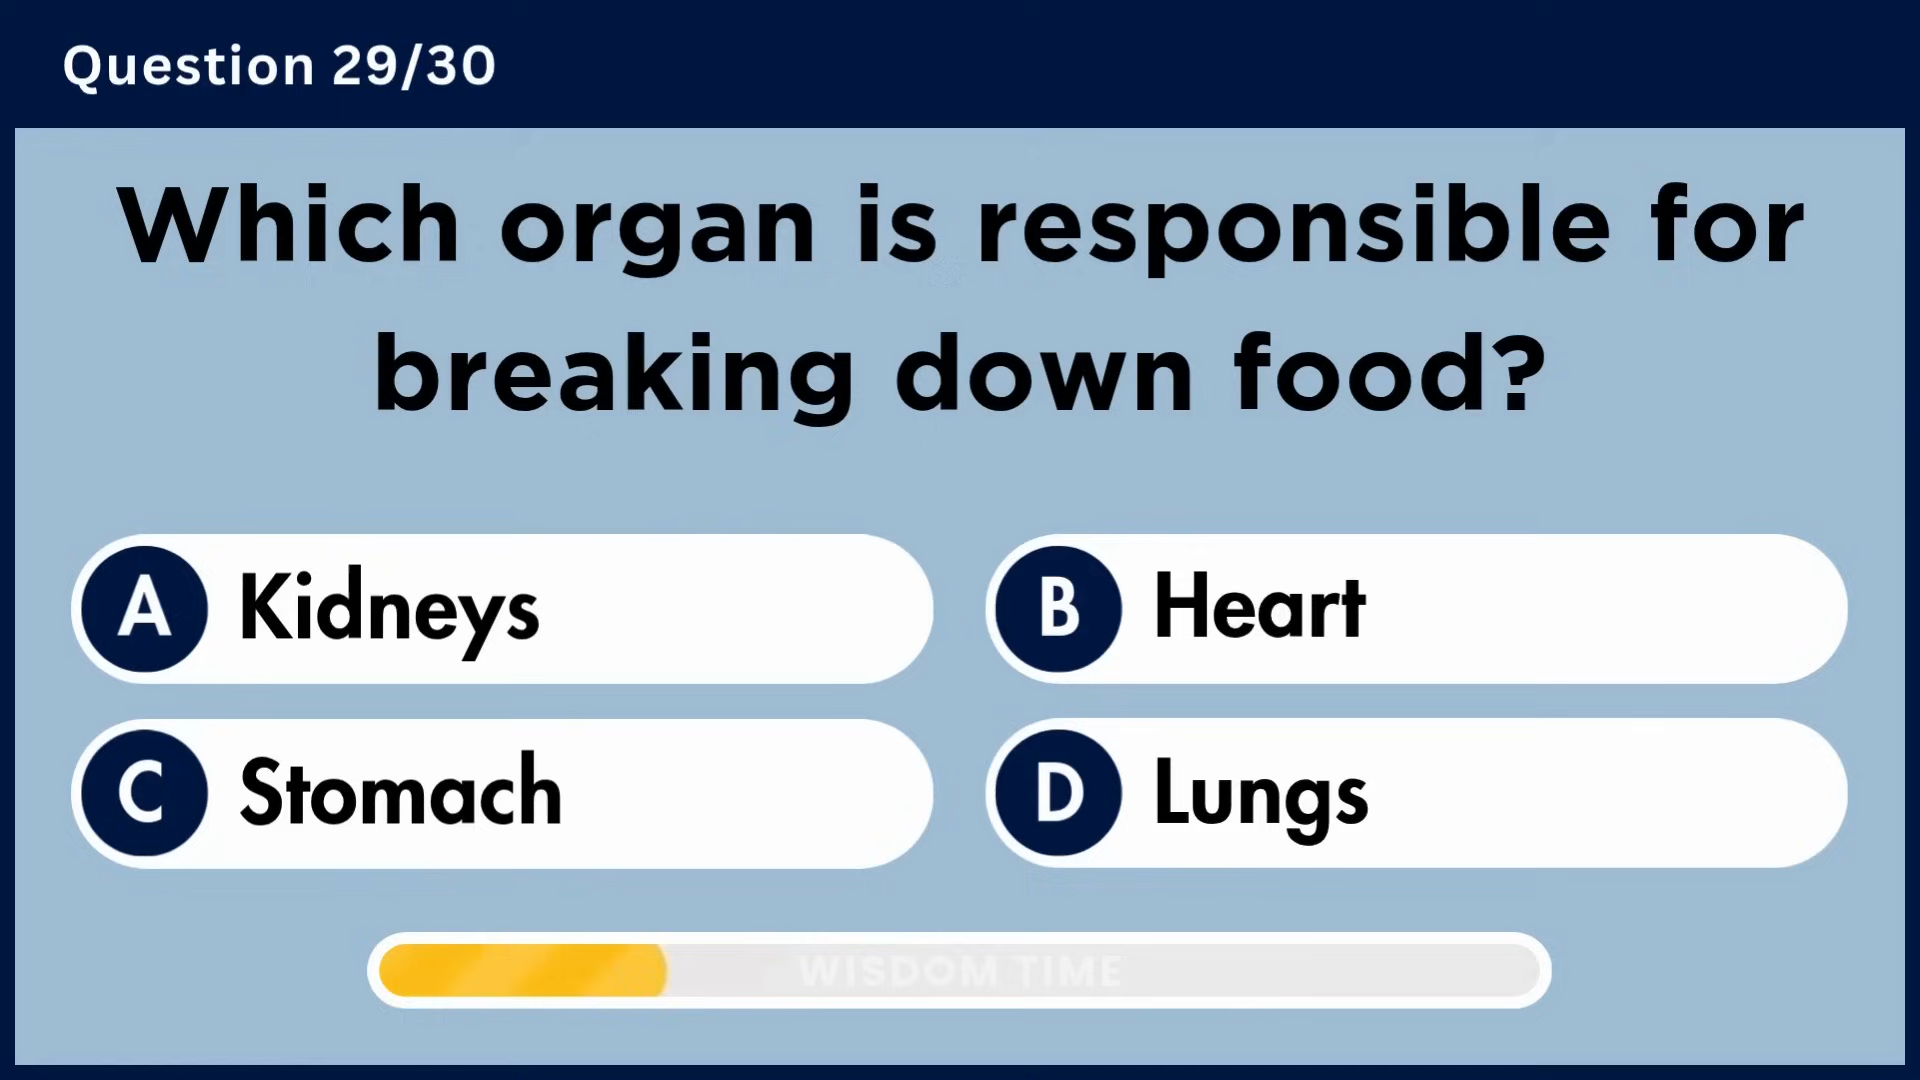 Question 29/30
Which organ is responsible for
breaking down food?
A Kidneys
B Heart
C Stomach
D Lungs
WISDOM TIME